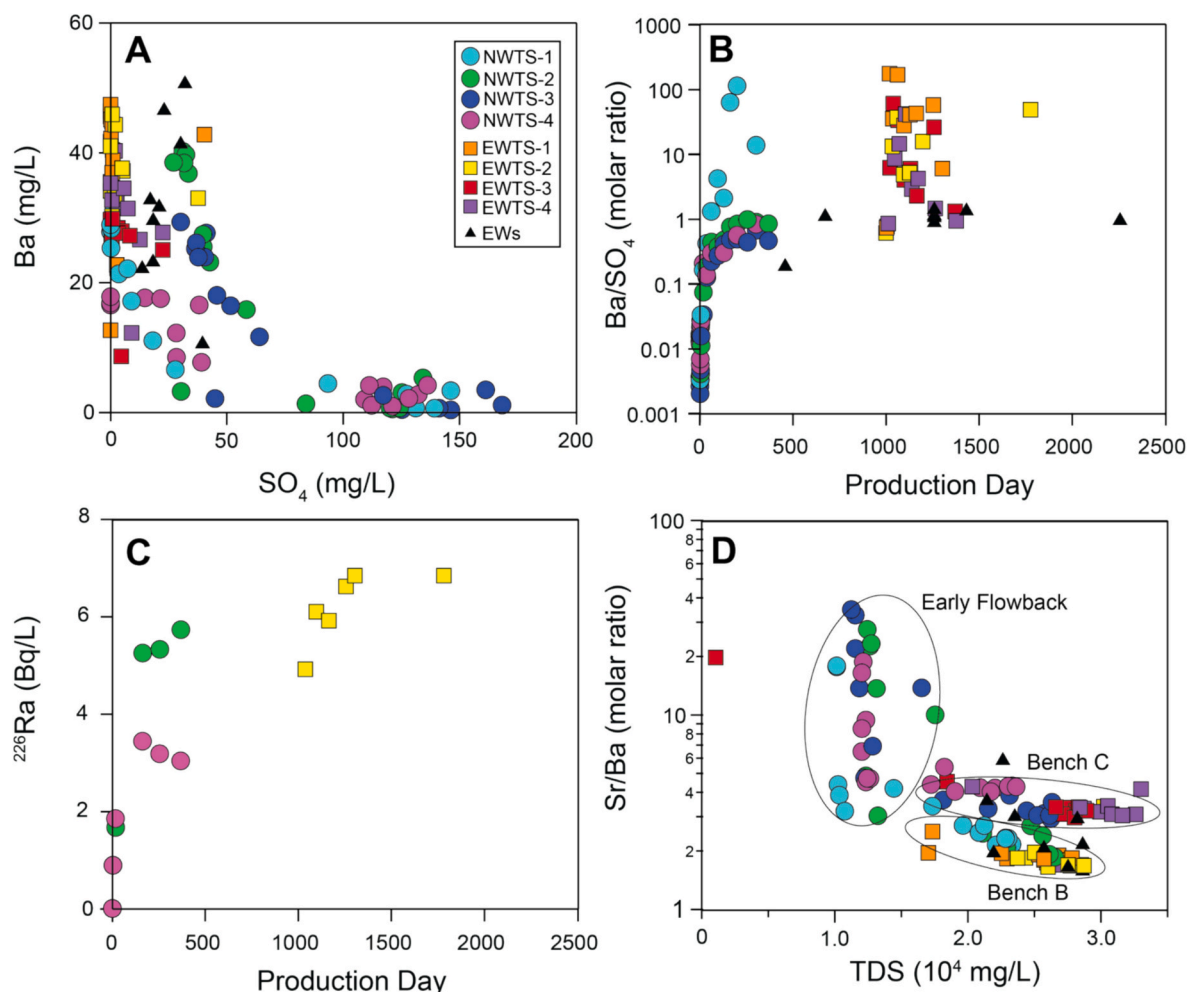 A
60
40
20
0
Ba (mg/L)
0 50 100 150 200
SO₄ (mg/L)
NWTS-1
NWTS-2
NWTS-3
NWTS-4
EWTS-1
EWTS-2
EWTS-3
EWTS-4
EWs
B
1000
100
10
1
0.1
0.01
0.001
Ba/SO₄ (molar ratio)
0 500 1000 1500 2000 2500
Production Day
C
8
6
4
2
0
²²⁶Ra (Bq/L)
0 500 1000 1500 2000 2500
Production Day
D
100
8
6
4
2
10
8
6
4
2
1
Sr/Ba (molar ratio)
Early Flowback
Bench C
Bench B
0 1.0 2.0 3.0
TDS (10⁴ mg/L)